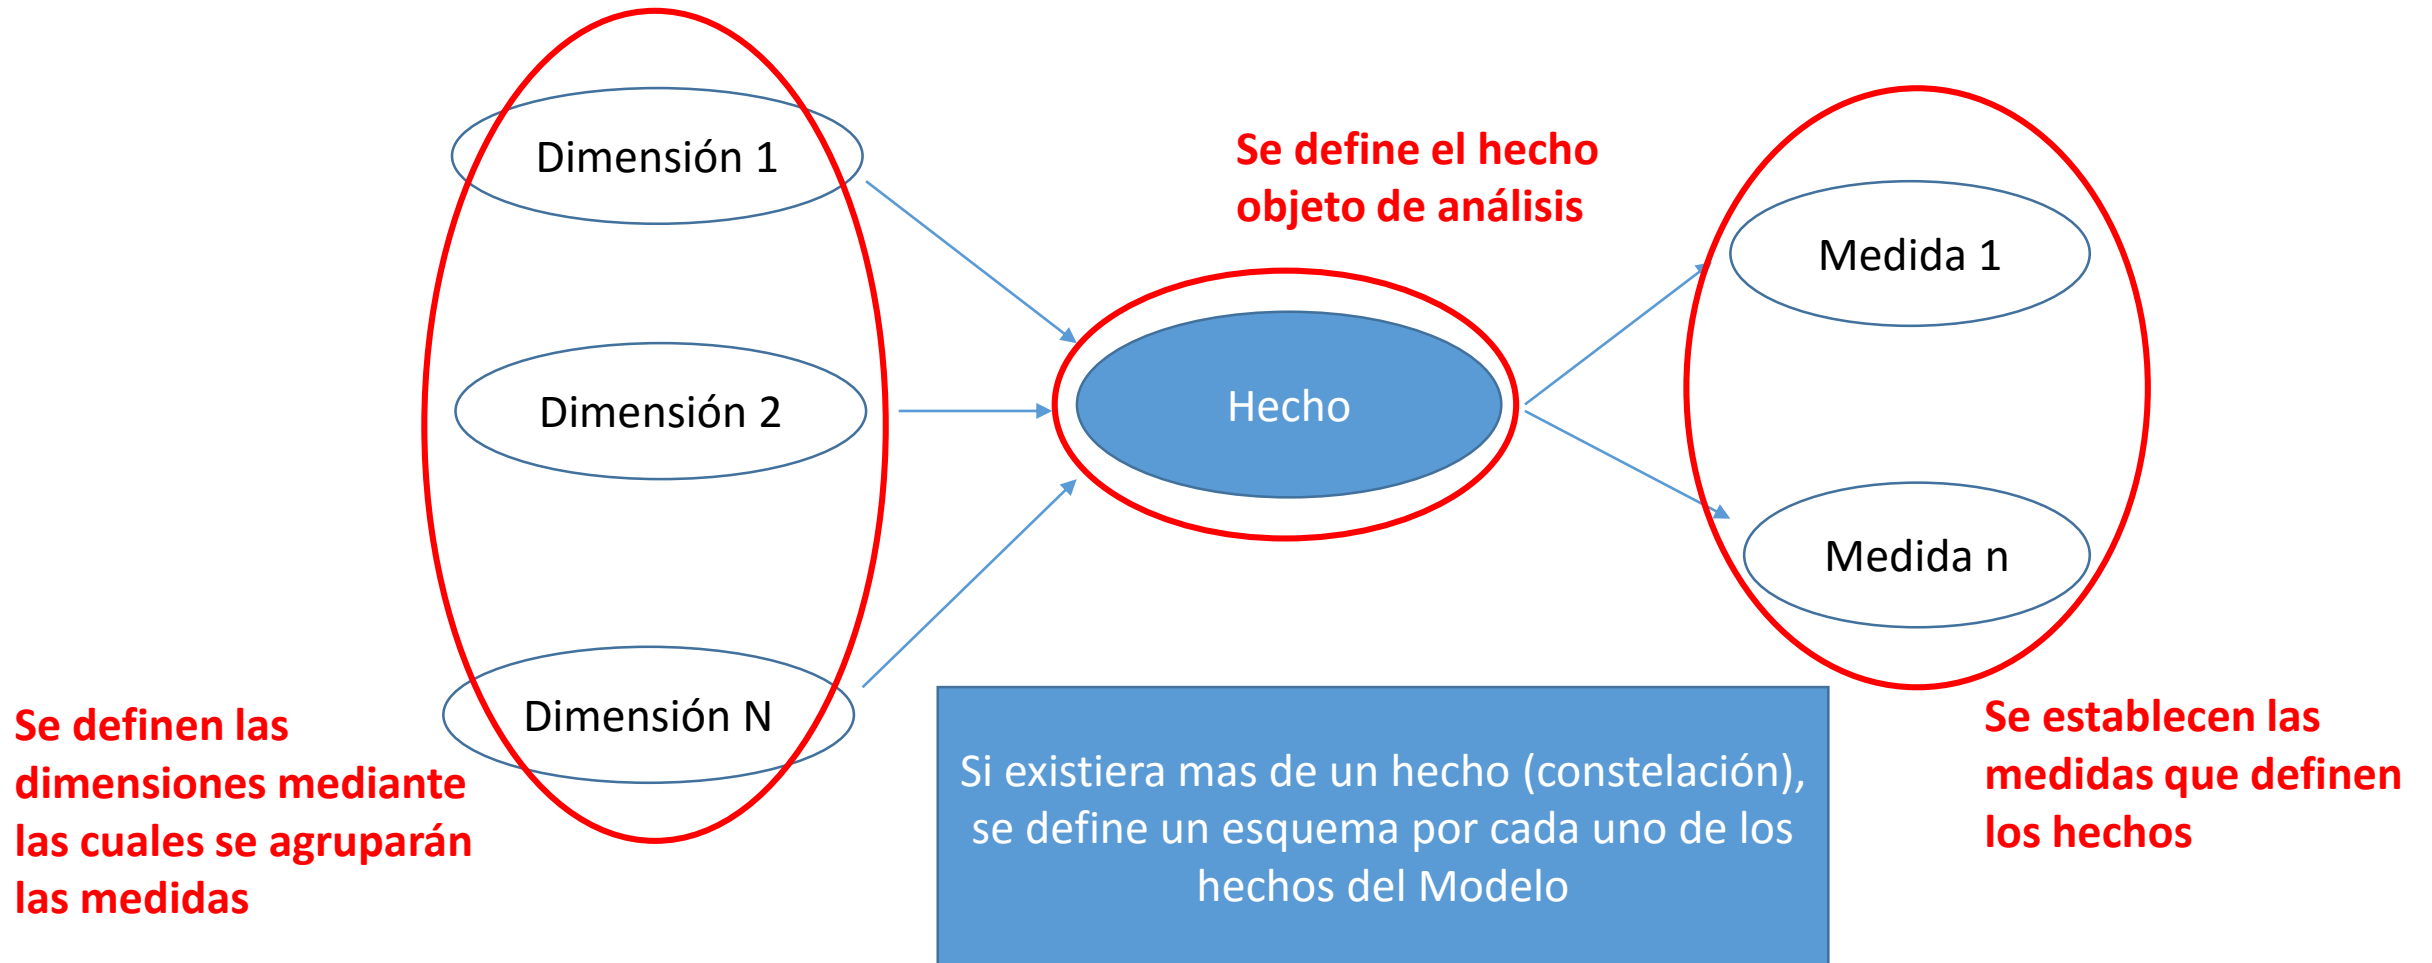 Dimensión 1
Dimensión 2
Dimensión N
Se definen las
dimensiones mediante
las cuales se agruparán
las medidas
Se define el hecho
objeto de análisis
Hecho
Si existiera mas de un hecho (constelación),
se define un esquema por cada uno de los
hechos del Modelo
Medida 1
Medida n
Se establecen las
medidas que definen
los hechos